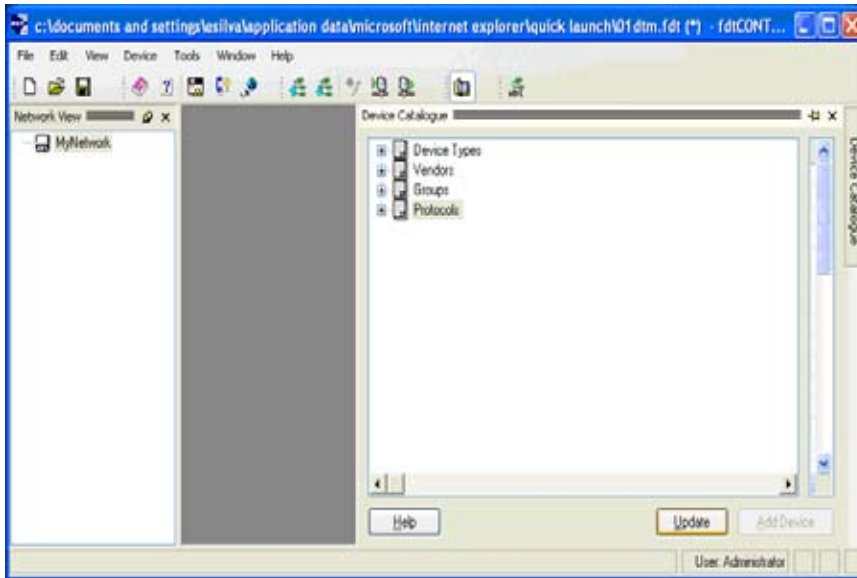 c:\documents and settings\esilva\application data\microsoft\internet explorer\quick launch\01dtm.fdt (*) - fdtCONT...
File Edit View Device Tools Window Help
Network View
Device Catalogue
MyNetwork
Device Types
Vendors
Groups
Protocols
Device Catalogue
Help
Update
Add Device
User: Administrator